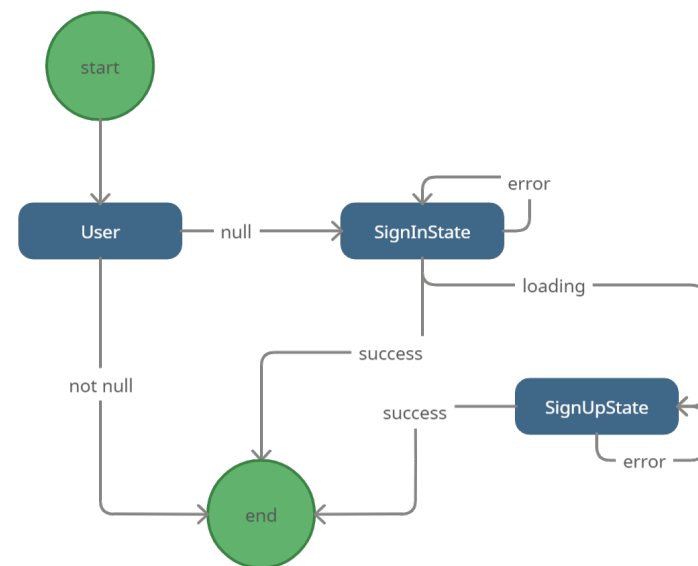 start
error
User
null
SignInState
loading
success
not null
success
SignUpState
error
end